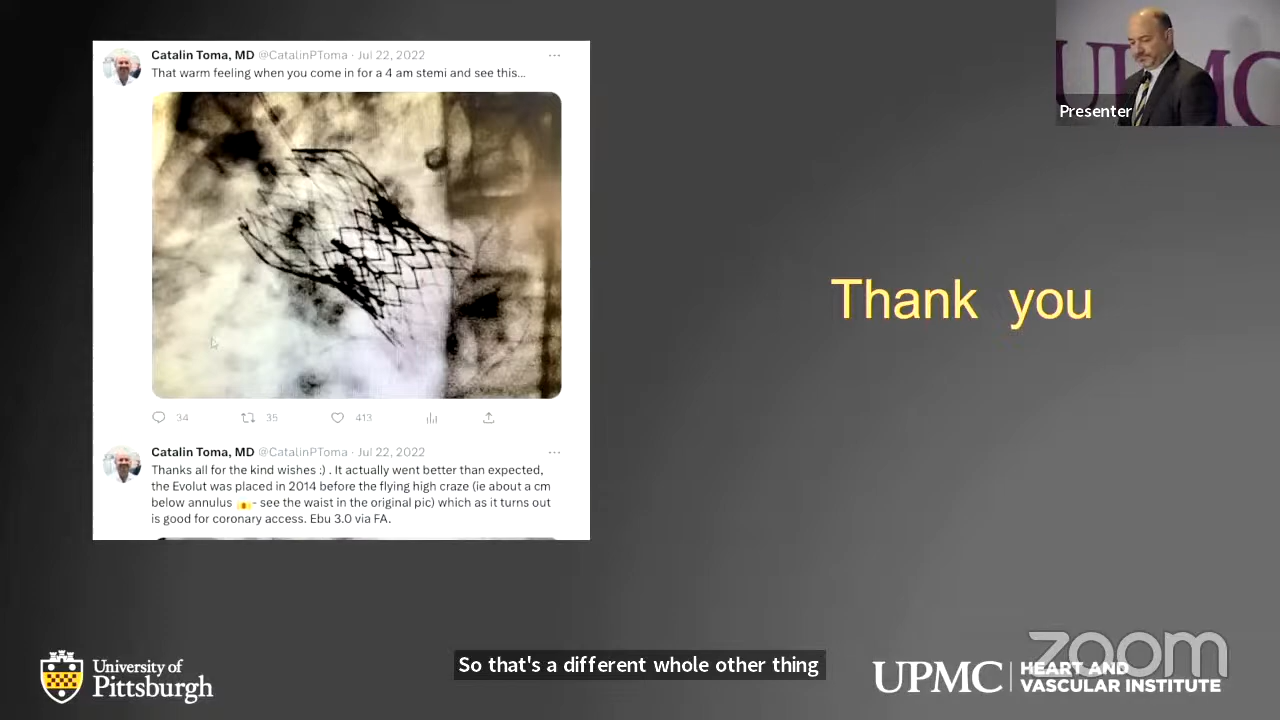 Catalin Toma, MD @CatalinPToma · Jul 22, 2022
That warm feeling when you come in for a 4 am stemi and see this...
34 35 413
Catalin Toma, MD @CatalinPToma · Jul 22, 2022
Thanks all for the kind wishes :) . It actually went better than expected,
the Evolut was placed in 2014 before the flying high craze (ie about a cm
below annulus - see the waist in the original pic) which as it turns out
is good for coronary access. Ebu 3.0 via FA.
Thank you
UPMC
Presenter
So that's a different whole other thing
University of
Pittsburgh
zoom
UPMC HEART AND
VASCULAR INSTITUTE